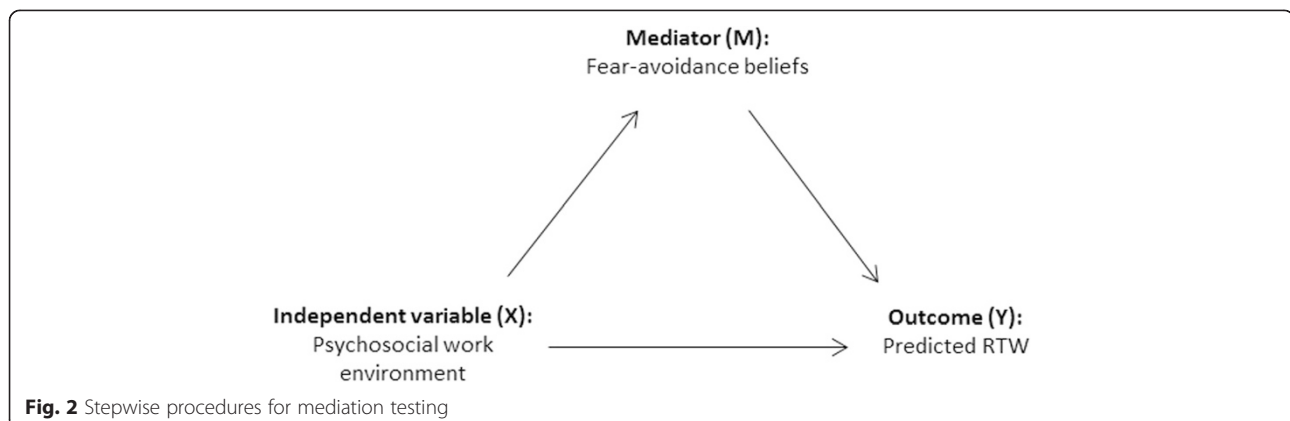 Mediator (M):
Fear-avoidance beliefs
Independent variable (X):
Psychosocial work
environment
Outcome (Y):
Predicted RTW
Fig. 2 Stepwise procedures for mediation testing